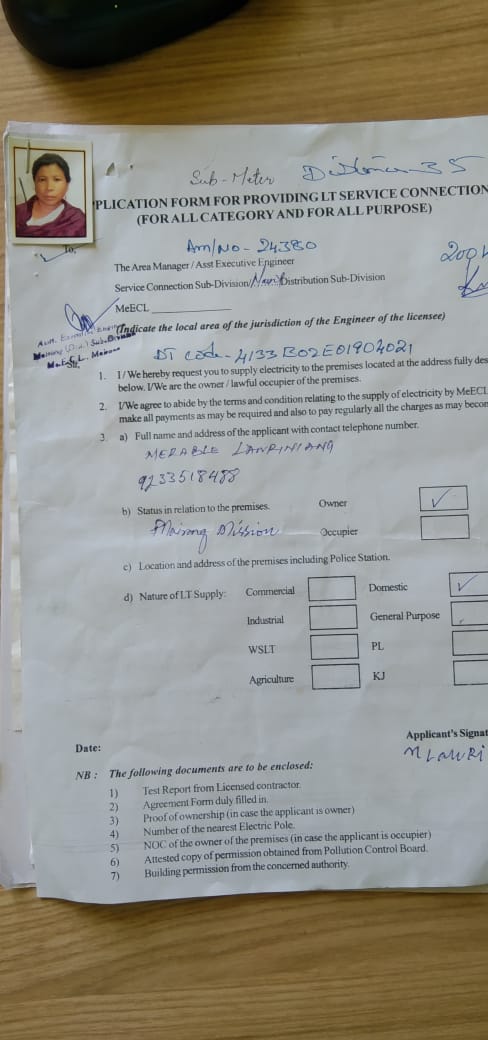 Sub-Meter
Distance 35
PLICATION FORM FOR PROVIDING LT SERVICE CONNECTION
(FOR ALL CATEGORY AND FOR ALL PURPOSE)
To,
Am/No - 24380
The Area Manager / Asst Executive Engineer
Service Connection Sub-Division/ Distribution Sub-Division
MeECL
(Indicate the local area of the jurisdiction of the Engineer of the licensee)
Sir,
DT Code - 4133B02E01904021
1. I / We hereby request you to supply electricity to the premises located at the address fully des
below. I/We are the owner / lawful occupier of the premises.
2. I/We agree to abide by the terms and condition relating to the supply of electricity by MeECL
make all payments as may be required and also to pay regularly all the charges as may becom
3. a) Full name and address of the applicant with contact telephone number.
MERABLE LAWRINIANG
9233518488
b) Status in relation to the premises. Owner ✓
Mairang Mission Occupier
c) Location and address of the premises including Police Station.
d) Nature of LT Supply: Commercial Domestic ✓
Industrial General Purpose
WSLT PL
Agriculture KJ
Date: Applicant's Signat
MLAWRI
NB : The following documents are to be enclosed:
1) Test Report from Licensed contractor.
2) Agreement Form duly filled in.
3) Proof of ownership (in case the applicant is owner)
4) Number of the nearest Electric Pole.
5) NOC of the owner of the premises (in case the applicant is occupier)
6) Attested copy of permission obtained from Pollution Control Board.
7) Building permission from the concerned authority.